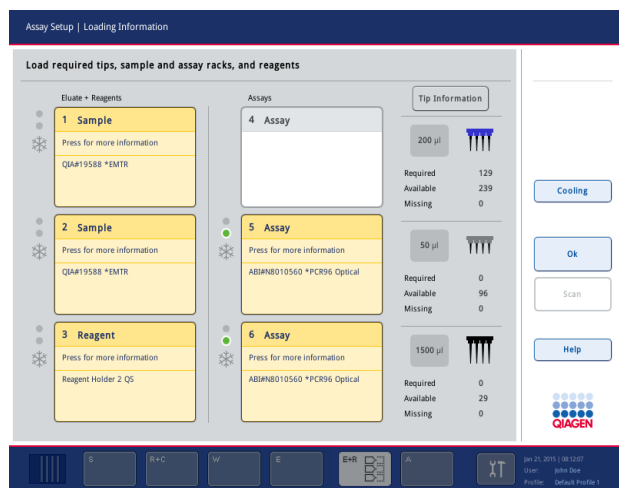 Assay Setup | Loading Information
Load required tips, sample and assay racks, and reagents
Eluate + Reagents
Assays
Tip Information
1 Sample
Press for more information
QIA#19588 *EMTR
4 Assay
200 µl
Required 129
Available 239
Missing 0
Cooling
2 Sample
Press for more information
QIA#19588 *EMTR
5 Assay
Press for more information
ABI#N8010560 *PCR96 Optical
50 µl
Required 0
Available 96
Missing 0
Ok
Scan
3 Reagent
Press for more information
Reagent Holder 2 QS
6 Assay
Press for more information
ABI#N8010560 *PCR96 Optical
1500 µl
Required 0
Available 29
Missing 0
Help
QIAGEN
S
R+C
W
E
E+R
A
Jan 21, 2015 | 08:12:07
User: John Doe
Profile: Default Profile 1